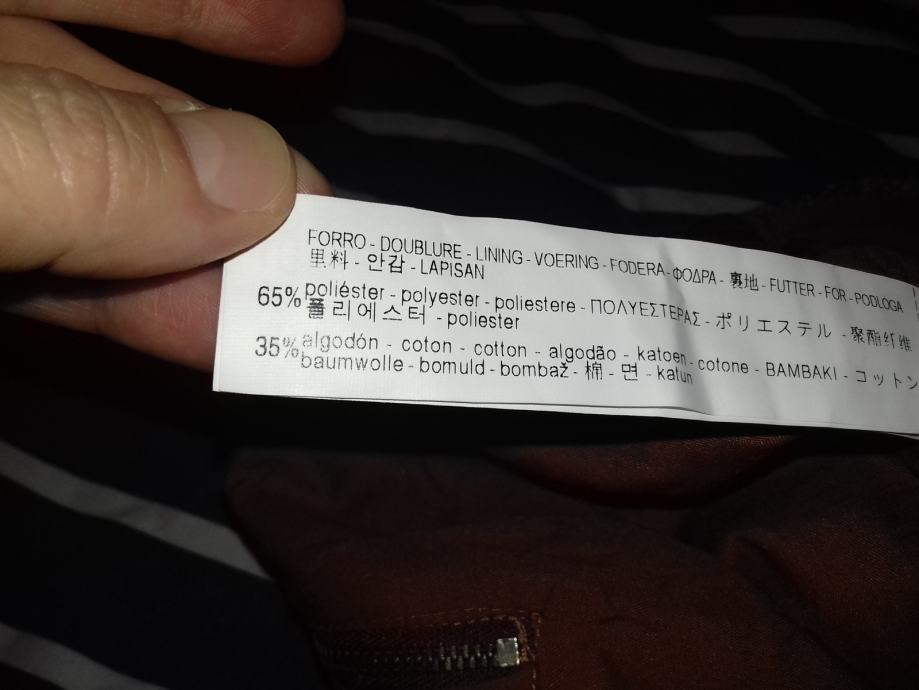 FORRO - DOUBLURE - LINING - VOERING - FODERA - ΦΟΔΡΑ - 裏地 - FUTTER - FOR - PODLOGA
里料 - 안감 - LAPISAN
65% poliéster - polyester - poliestere - ΠΟΛΥΕΣΤΕΡΑΣ - ポリエステル - 聚酯纤维
폴리에스터 - poliester
35% algodón - coton - cotton - algodão - katoen - cotone - BAMBAKI - コットン
baumwolle - bomuld - bombaž - 棉 - 면 - katun